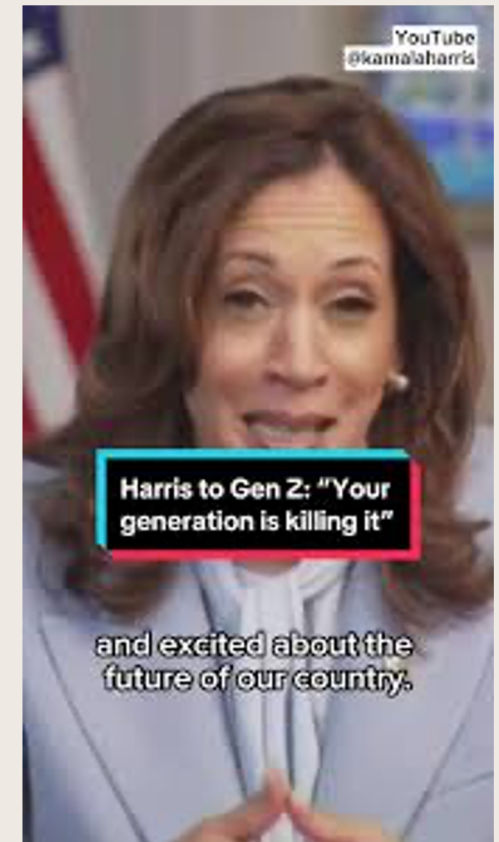 YouTube
@kamalaharris
Harris to Gen Z: “Your
generation is killing it”
and excited about the
future of our country.